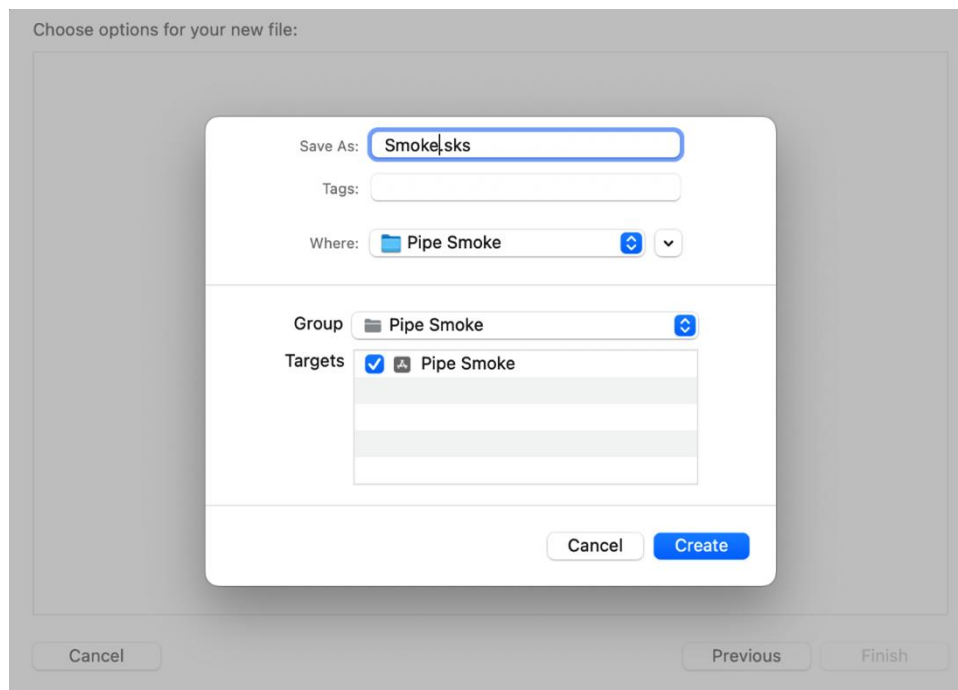 Choose options for your new file:
Save As: Smoke.sks
Tags:
Where: Pipe Smoke
Group Pipe Smoke
Targets Pipe Smoke
Cancel Create
Cancel Previous Finish